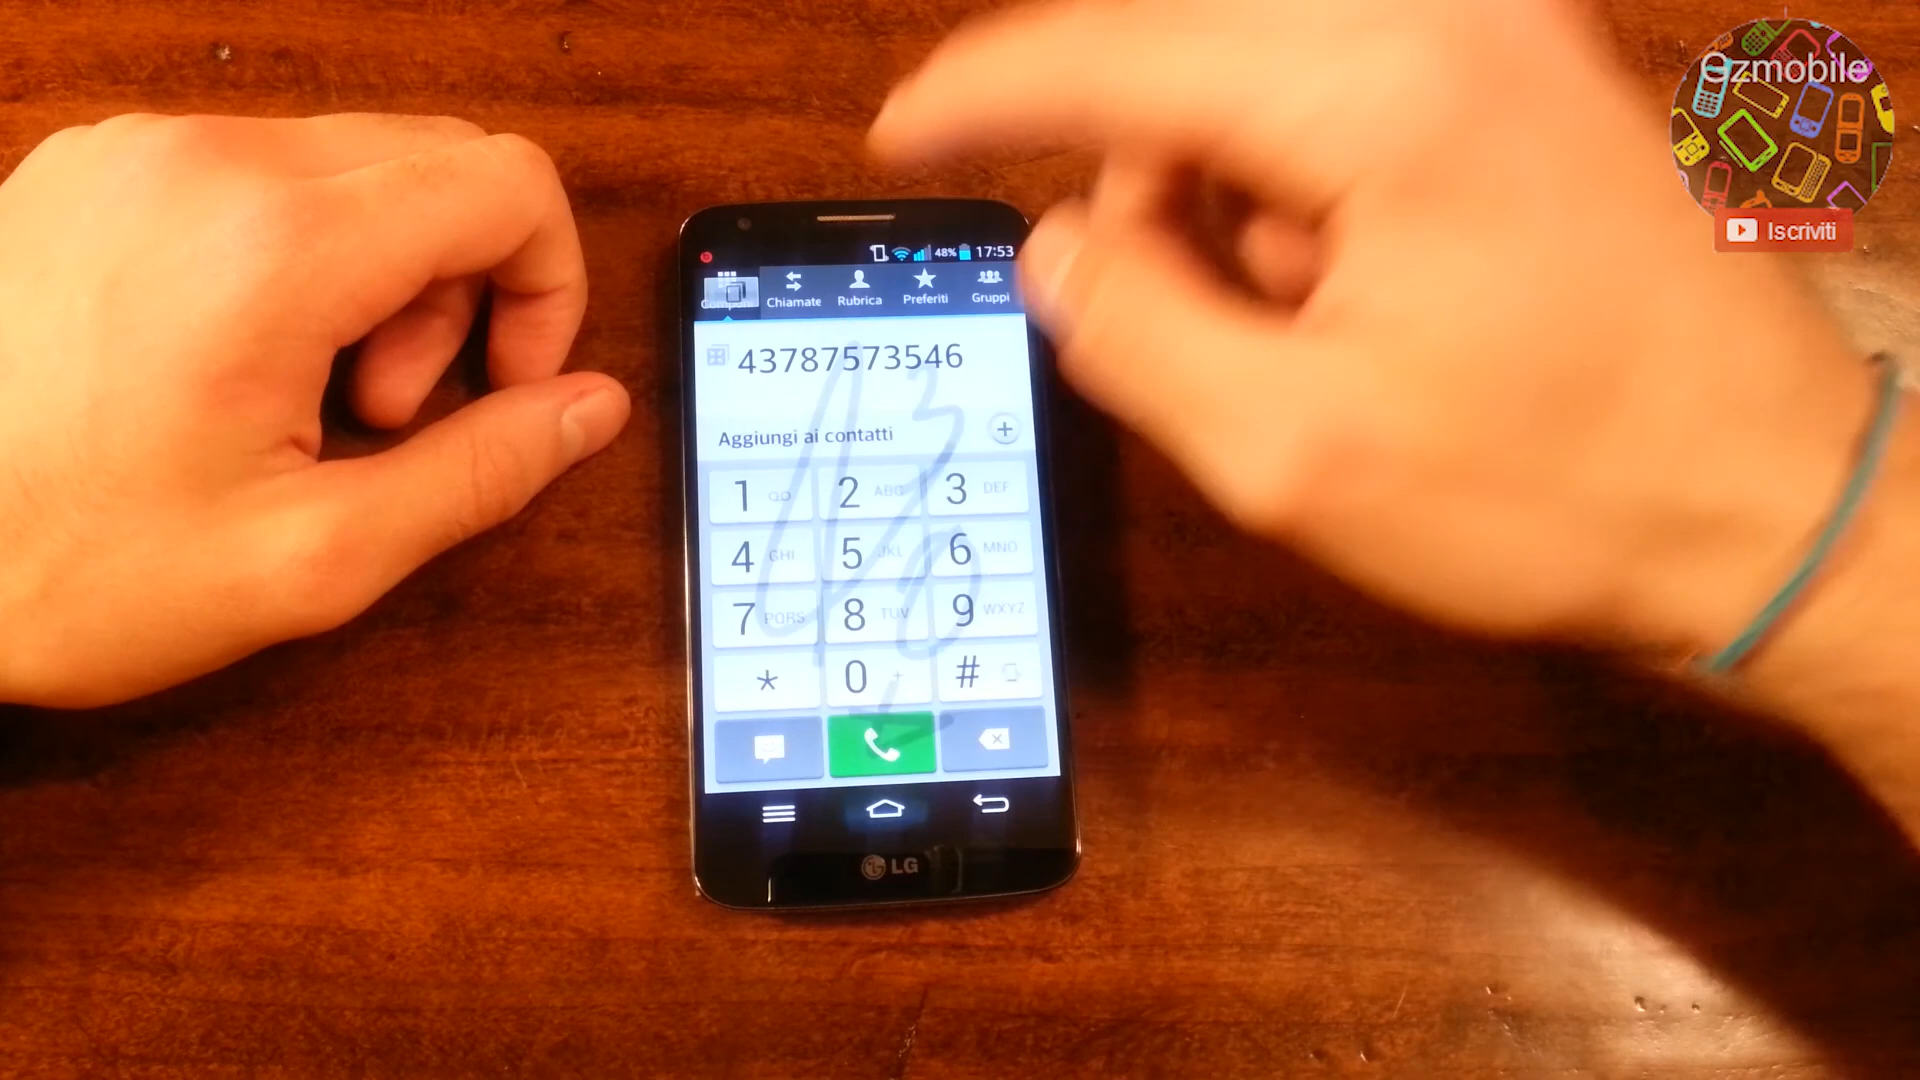 Gzmobile
Iscriviti
48% 17:53
Chiamate Rubrica Preferiti Gruppi
43787573546
Aggiungi ai contatti
1 2 ABC 3 DEF
4 GHI 5 JKL 6 MNO
7 PQRS 8 TUV 9 WXYZ
* 0 + #
LG